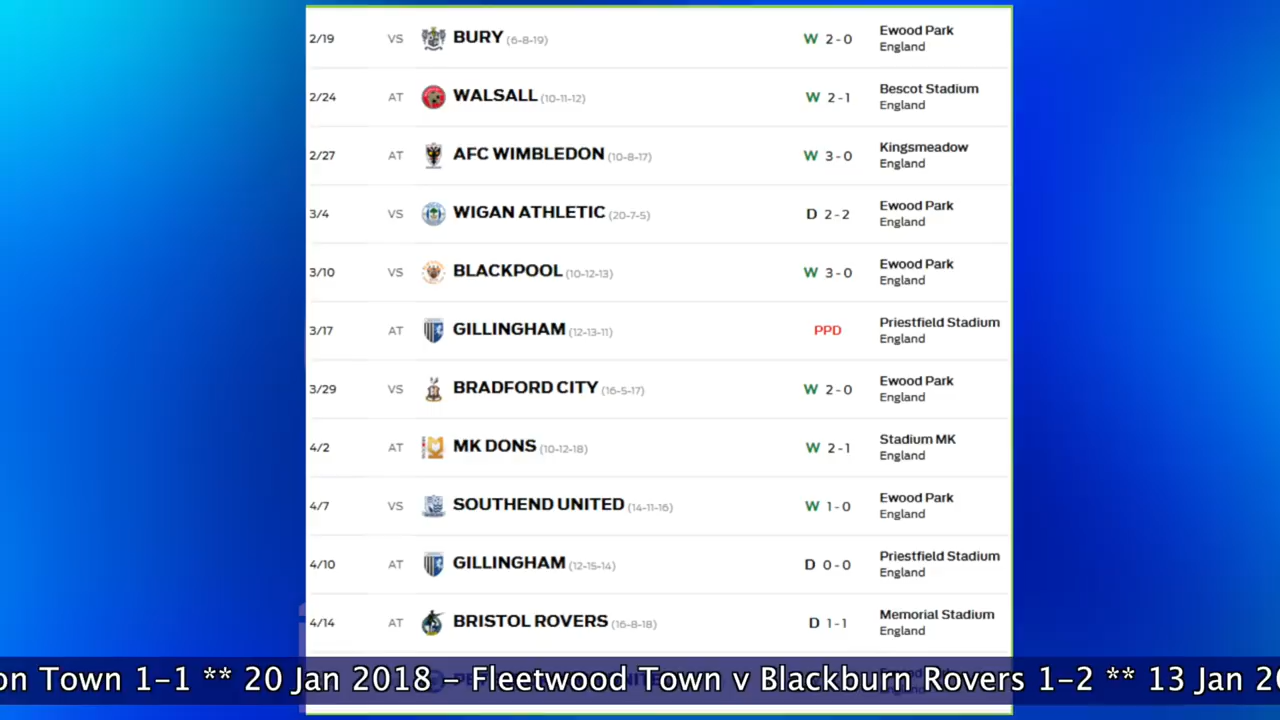 2/19 VS BURY (6-8-19) W 2-0 Ewood Park
England
2/24 AT WALSALL (10-11-12) W 2-1 Bescot Stadium
England
2/27 AT AFC WIMBLEDON (10-8-17) W 3-0 Kingsmeadow
England
3/4 VS WIGAN ATHLETIC (20-7-5) D 2-2 Ewood Park
England
3/10 VS BLACKPOOL (10-12-13) W 3-0 Ewood Park
England
3/17 AT GILLINGHAM (12-13-11) PPD Priestfield Stadium
England
3/29 VS BRADFORD CITY (16-5-17) W 2-0 Ewood Park
England
4/2 AT MK DONS (10-12-18) W 2-1 Stadium MK
England
4/7 VS SOUTHEND UNITED (14-11-16) W 1-0 Ewood Park
England
4/10 AT GILLINGHAM (12-15-14) D 0-0 Priestfield Stadium
England
4/14 AT BRISTOL ROVERS (16-8-18) D 1-1 Memorial Stadium
England
on Town 1-1 ** 20 Jan 2018 - Fleetwood Town v Blackburn Rovers 1-2 ** 13 Jan 20